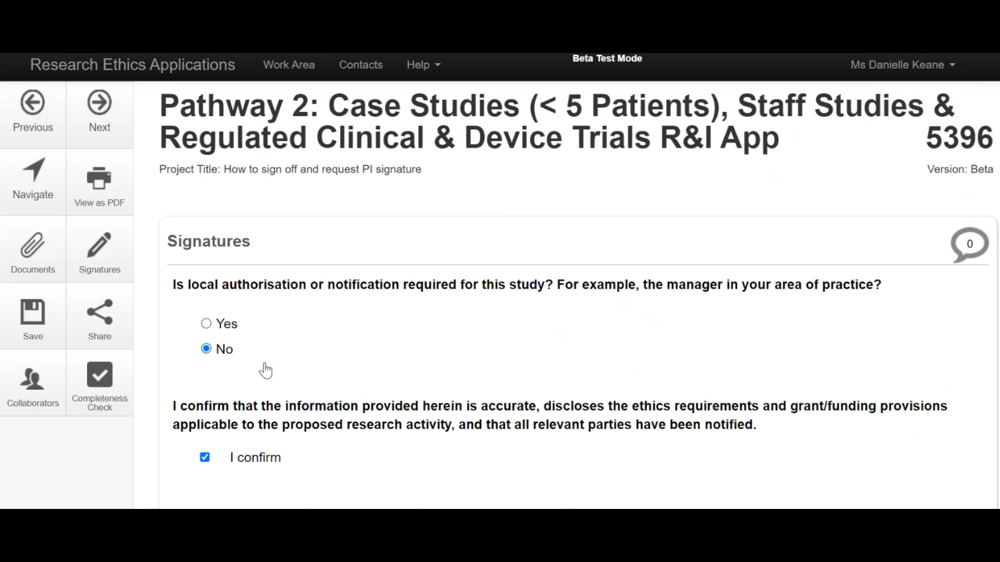 Research Ethics Applications Work Area Contacts Help Beta Test Mode Ms Danielle Keane
Previous Next
Navigate View as PDF
Documents Signatures
Save Share
Collaborators Completeness Check
Pathway 2: Case Studies (< 5 Patients), Staff Studies &
Regulated Clinical & Device Trials R&I App 5396
Project Title: How to sign off and request PI signature Version: Beta
Signatures 0
Is local authorisation or notification required for this study? For example, the manager in your area of practice?
Yes
No
I confirm that the information provided herein is accurate, discloses the ethics requirements and grant/funding provisions
applicable to the proposed research activity, and that all relevant parties have been notified.
I confirm